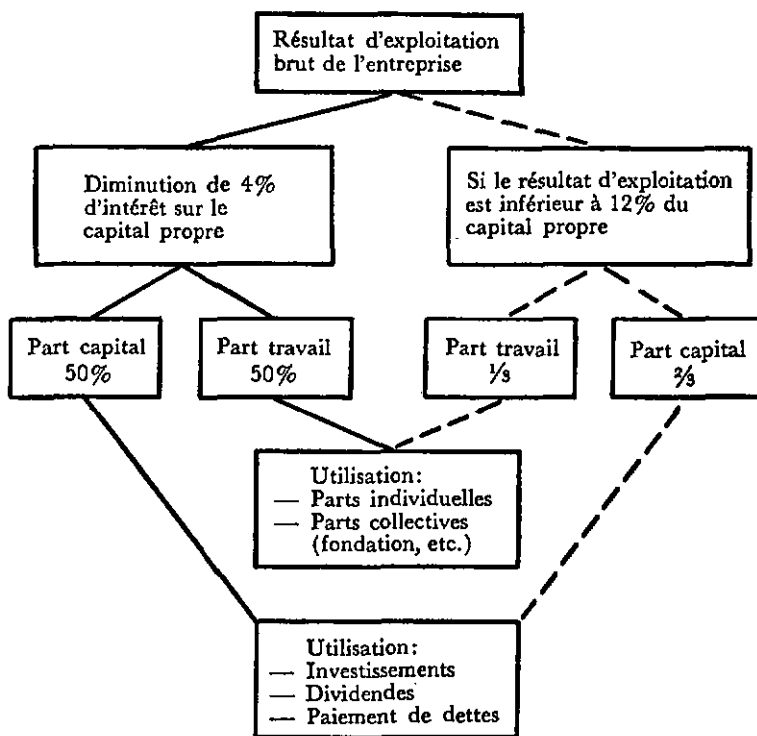 Résultat d'exploitation
brut de l'entreprise
Diminution de 4%
d'intérêt sur le
capital propre
Si le résultat d'exploitation
est inférieur à 12% du
capital propre
Part capital
50%
Part travail
50%
Part travail
⅓
Part capital
⅔
Utilisation:
— Parts individuelles
— Parts collectives
(fondation, etc.)
Utilisation:
— Investissements
— Dividendes
— Paiement de dettes